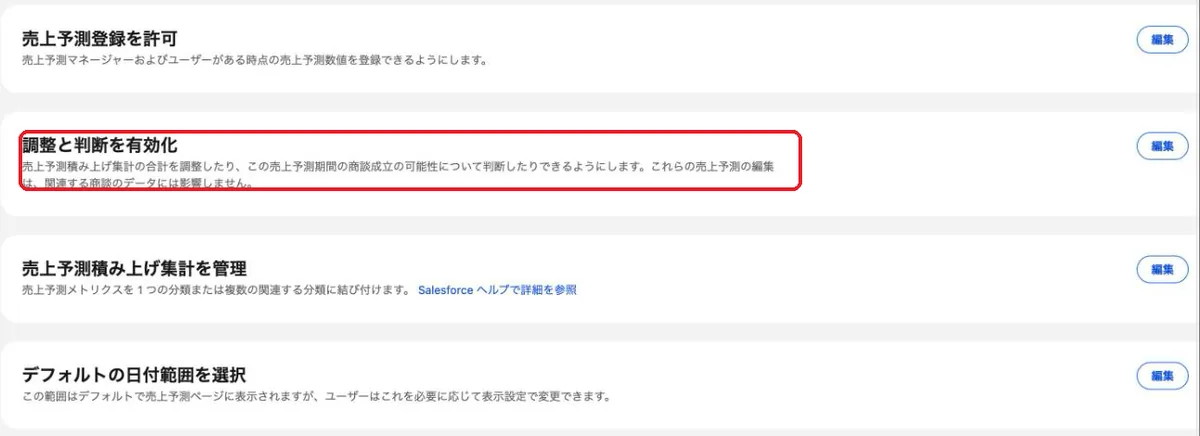 売上予測登録を許可
編集
売上予測マネージャーおよびユーザーがある時点の売上予測数値を登録できるようにします。
調整と判断を有効化
編集
売上予測積み上げ集計の合計を調整したり、この売上予測期間の商談成立の可能性について判断したりできるようにします。これらの売上予測の編集
は、関連する商談のデータには影響しません。
売上予測積み上げ集計を管理
編集
売上予測メトリクスを 1 つの分類または複数の関連する分類に結び付けます。 Salesforce ヘルプで詳細を参照
デフォルトの日付範囲を選択
編集
この範囲はデフォルトで売上予測ページに表示されますが、ユーザーはこれを必要に応じて表示設定で変更できます。